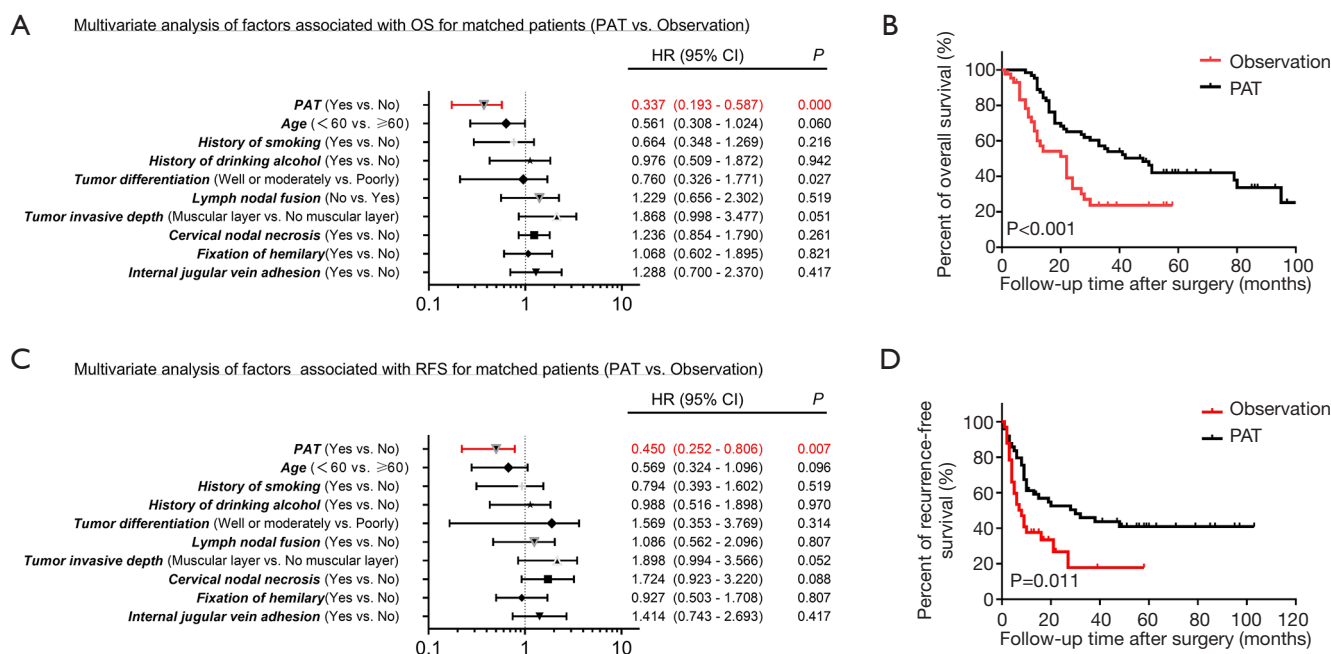 A
Multivariate analysis of factors associated with OS for matched patients (PAT vs. Observation)
HR (95% CI) P
PAT (Yes vs. No) 0.337 (0.193 - 0.587) 0.000
Age (<60 vs. ⩾60) 0.561 (0.308 - 1.024) 0.060
History of smoking (Yes vs. No) 0.664 (0.348 - 1.269) 0.216
History of drinking alcohol (Yes vs. No) 0.976 (0.509 - 1.872) 0.942
Tumor differentiation (Well or moderately vs. Poorly) 0.760 (0.326 - 1.771) 0.027
Lymph nodal fusion (No vs. Yes) 1.229 (0.656 - 2.302) 0.519
Tumor invasive depth (Muscular layer vs. No muscular layer) 1.868 (0.998 - 3.477) 0.051
Cervical nodal necrosis (Yes vs. No) 1.236 (0.854 - 1.790) 0.261
Fixation of hemilary(Yes vs. No) 1.068 (0.602 - 1.895) 0.821
Internal jugular vein adhesion (Yes vs. No) 1.288 (0.700 - 2.370) 0.417
0.1 1 10
B
Percent of overall survival (%)
100
80
60
40
20
0
Observation
PAT
P<0.001
0 20 40 60 80 100
Follow-up time after surgery (months)
C
Multivariate analysis of factors associated with RFS for matched patients (PAT vs. Observation)
HR (95% CI) P
PAT (Yes vs. No) 0.450 (0.252 - 0.806) 0.007
Age (<60 vs. ⩾60) 0.569 (0.324 - 1.096) 0.096
History of smoking (Yes vs. No) 0.794 (0.393 - 1.602) 0.519
History of drinking alcohol (Yes vs. No) 0.988 (0.516 - 1.898) 0.970
Tumor differentiation (Well or moderately vs. Poorly) 1.569 (0.353 - 3.769) 0.314
Lymph nodal fusion (Yes vs. No) 1.086 (0.562 - 2.096) 0.807
Tumor invasive depth (Muscular layer vs. No muscular layer) 1.898 (0.994 - 3.566) 0.052
Cervical nodal necrosis (Yes vs. No) 1.724 (0.923 - 3.220) 0.088
Fixation of hemilary(Yes vs. No) 0.927 (0.503 - 1.708) 0.807
Internal jugular vein adhesion (Yes vs. No) 1.414 (0.743 - 2.693) 0.417
0.1 1 10
D
Percent of recurrence-free
survival (%)
100
80
60
40
20
0
Observation
PAT
P=0.011
0 20 40 60 80 100 120
Follow-up time after surgery (months)